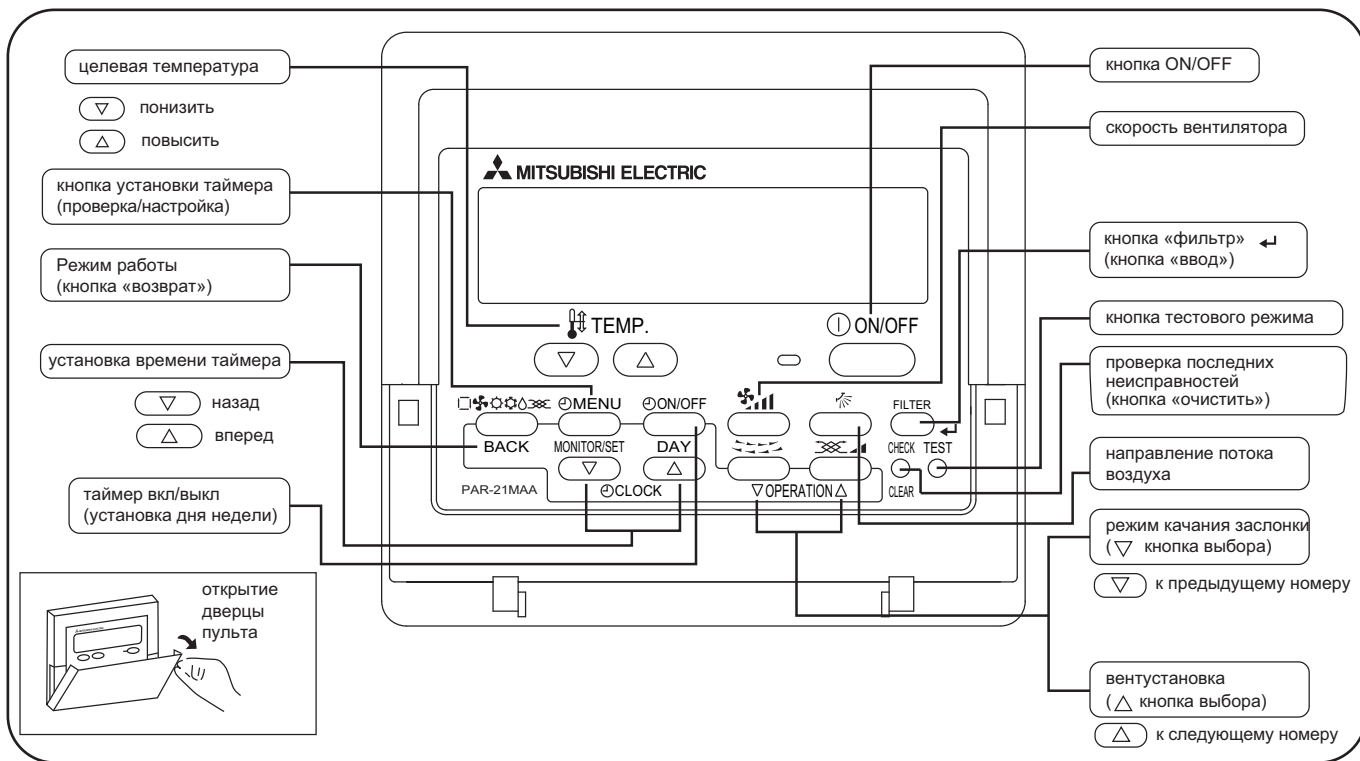 целевая температура
▽ понизить
△ повысить
кнопка установки таймера
(проверка/настройка)
Режим работы
(кнопка «возврат»)
установка времени таймера
▽ назад
△ вперед
таймер вкл/выкл
(установка дня недели)
открытие
дверцы
пульта
MITSUBISHI ELECTRIC
TEMP.
ON/OFF
▽ △
MENU
ON/OFF
FILTER
BACK
MONITOR/SET
DAY
CHECK TEST
▽ △
PAR-21MAA
CLOCK
▽ OPERATION △
CLEAR
кнопка ON/OFF
скорость вентилятора
кнопка «фильтр» ↵
(кнопка «ввод»)
кнопка тестового режима
проверка последних
неисправностей
(кнопка «очистить»)
направление потока
воздуха
режим качания заслонки
(▽ кнопка выбора)
▽ к предыдущему номеру
вентустановка
(△ кнопка выбора)
△ к следующему номеру